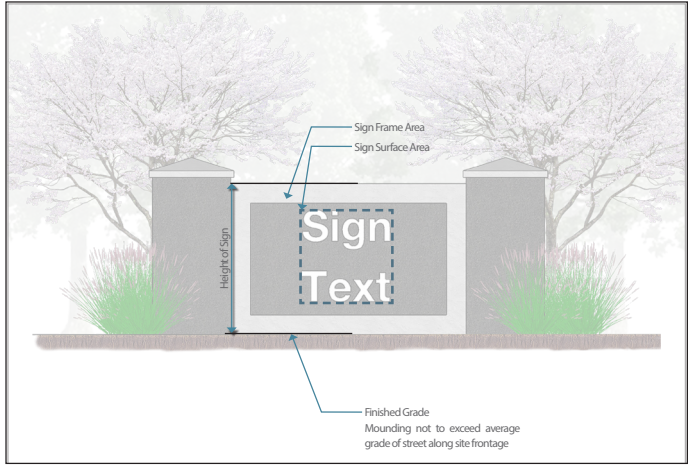 Sign Frame Area
Sign Surface Area
Height of Sign
Sign
Text
Finished Grade
Mounding not to exceed average
grade of street along site frontage